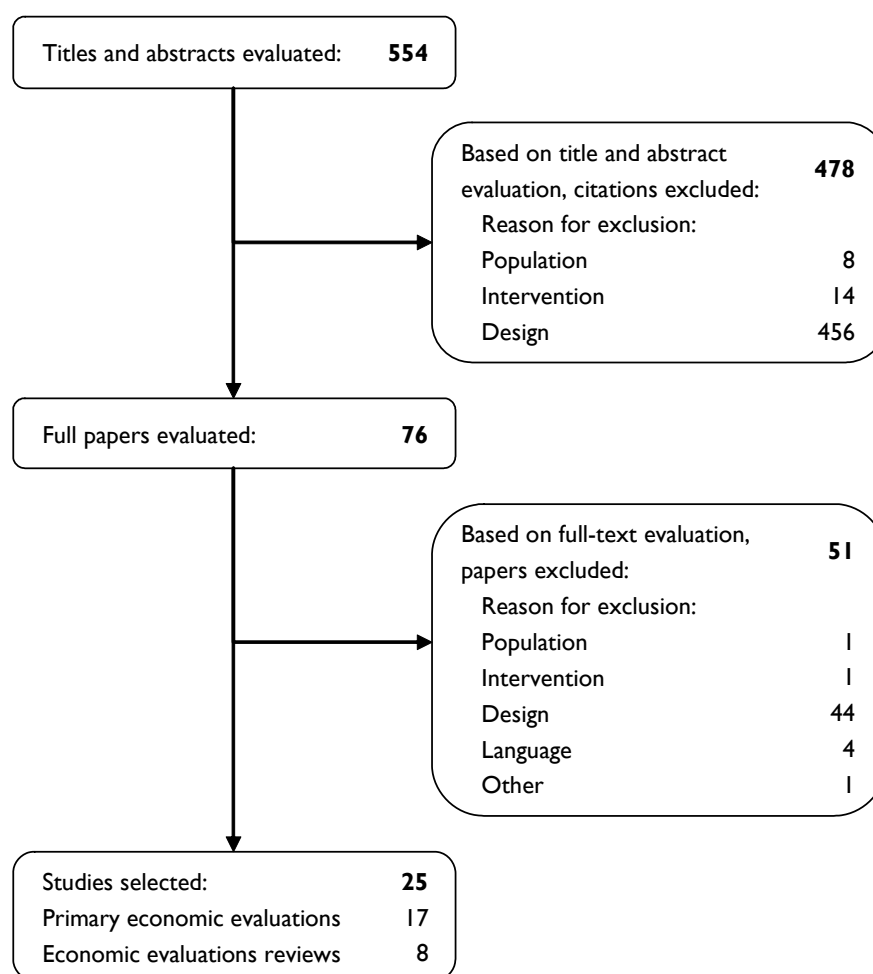 Titles and abstracts evaluated: 554
Based on title and abstract
evaluation, citations excluded: 478
Reason for exclusion:
Population 8
Intervention 14
Design 456
Full papers evaluated: 76
Based on full-text evaluation,
papers excluded: 51
Reason for exclusion:
Population 1
Intervention 1
Design 44
Language 4
Other 1
Studies selected: 25
Primary economic evaluations 17
Economic evaluations reviews 8